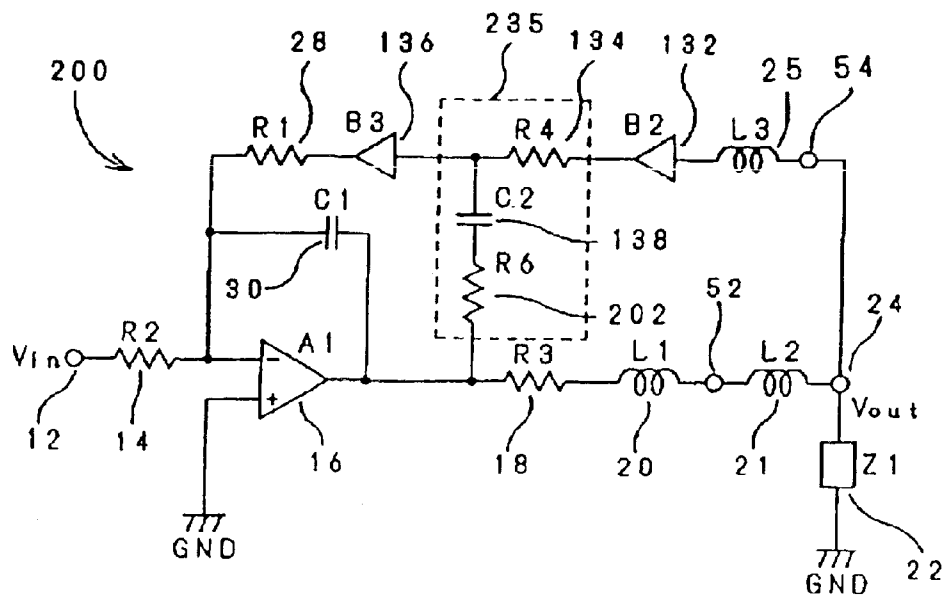 235
28 136 134 132 25 54
200
R1 B3 R4 B2 L3
C1 C2
138
30 R6
52 24
202
Vin R2 A1 R3 L1 L2
Vout
12 14 16 18 20 21 Z1
GND
GND 22